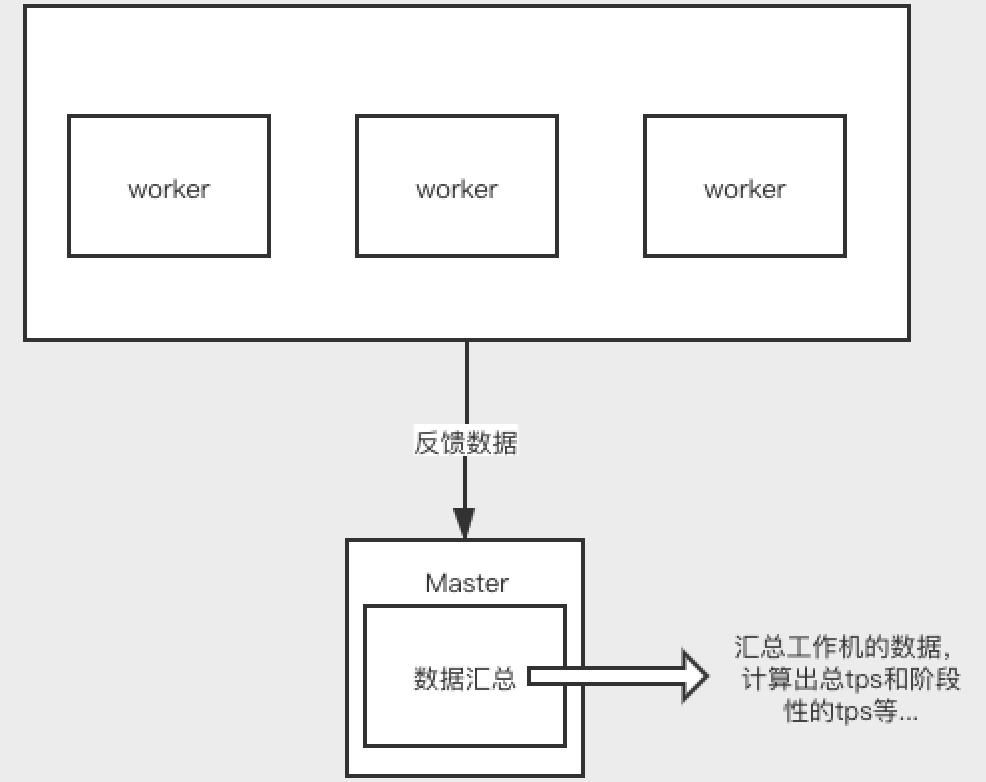 worker
worker
worker
反馈数据
Master
数据汇总
汇总工作机的数据，
计算出总tps和阶段
性的tps等...